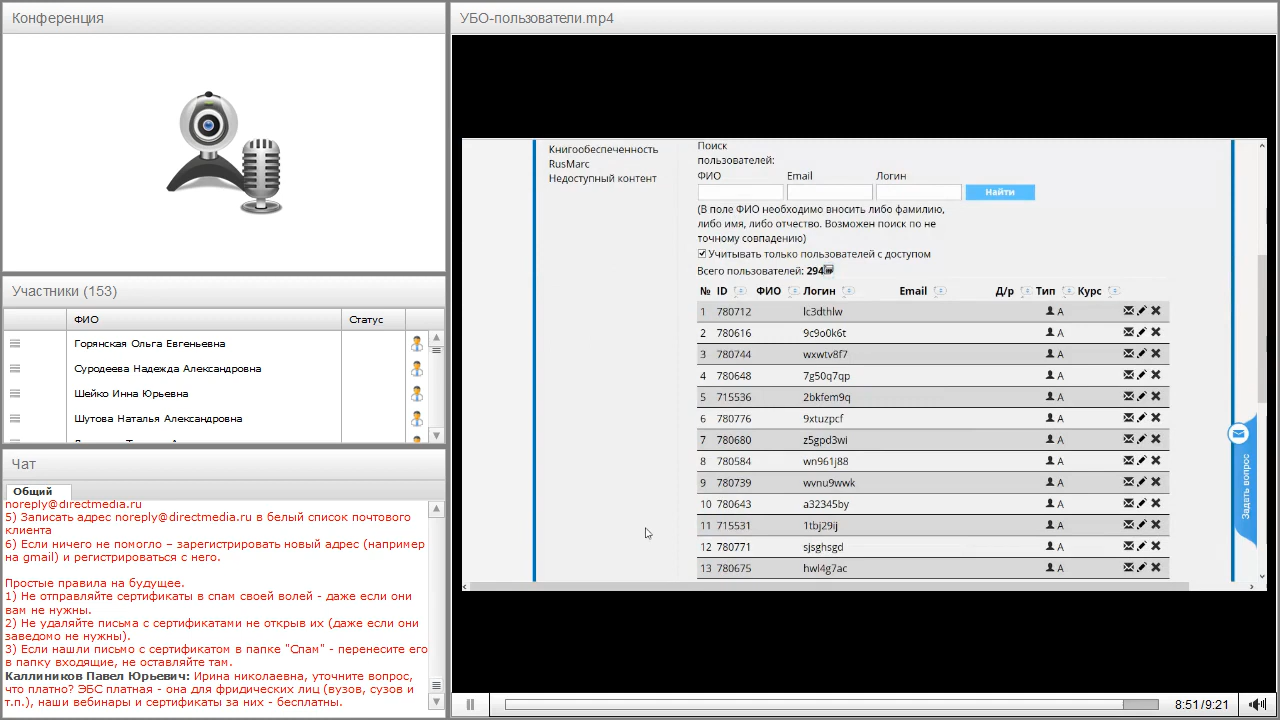 Конференция
Участники (153)
ФИО
Статус
Горянская Ольга Евгеньевна
Суродеева Надежда Александровна
Шейко Инна Юрьевна
Шутова Наталья Александровна
Чат
Общий
noreply@directmedia.ru
5) Записать адрес noreply@directmedia.ru в белый список почтового
клиента
6) Если ничего не помогло – зарегистрировать новый адрес (например
на gmail) и регистрироваться с него.
Простые правила на будущее.
1) Не отправляйте сертификаты в спам своей волей - даже если они
вам не нужны.
2) Не удаляйте письма с сертификатами не открыв их (даже если они
заведомо не нужны).
3) Если нашли письмо с сертификатом в папке "Спам" - перенесите его
в папку входящие, не оставляйте там.
Каллиников Павел Юрьевич: Ирина николаевна, уточните вопрос,
что платно? ЭБС платная - она для фридических лиц (вузов, сузов и
т.п.), наши вебинары и сертификаты за них - бесплатны.
УБО-пользователи.mp4
Книгообеспеченность
RusMarc
Недоступный контент
Поиск
пользователей:
ФИО Email Логин
Найти
(В поле ФИО необходимо вносить либо фамилию,
либо имя, либо отчество. Возможен поиск по не
точному совпадению)
Учитывать только пользователей с доступом
Всего пользователей: 294
№ ID ФИО Логин Email Д/р Тип Курс
1 780712 lc3dthlw A
2 780616 9c9o0k6t A
3 780744 wxwtv8f7 A
4 780648 7g50q7qp A
5 715536 2bkfem9q A
6 780776 9xtuzpcf A
7 780680 z5gpd3wi A
8 780584 wn961j88 A
9 780739 wvnu9wwk A
10 780643 a32345by A
11 715531 1tbj29ij A
12 780771 sjsghsgd A
13 780675 hwl4g7ac A
Задать вопрос
8:51/9:21